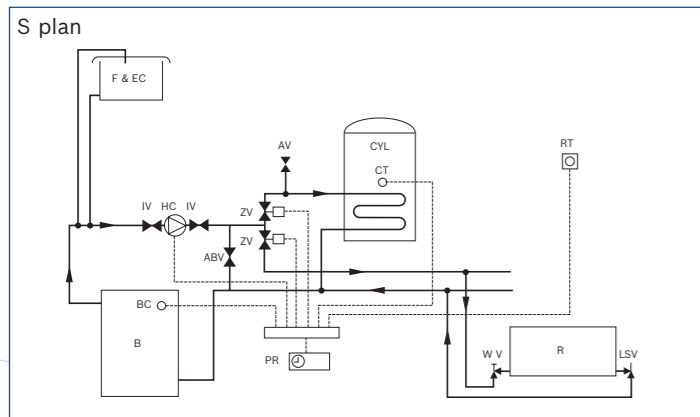 S plan
F & EC
AV
CYL
CT
RT
IV HC IV
ZV
ZV
ABV
BC
B
PR
W V
R
LSV